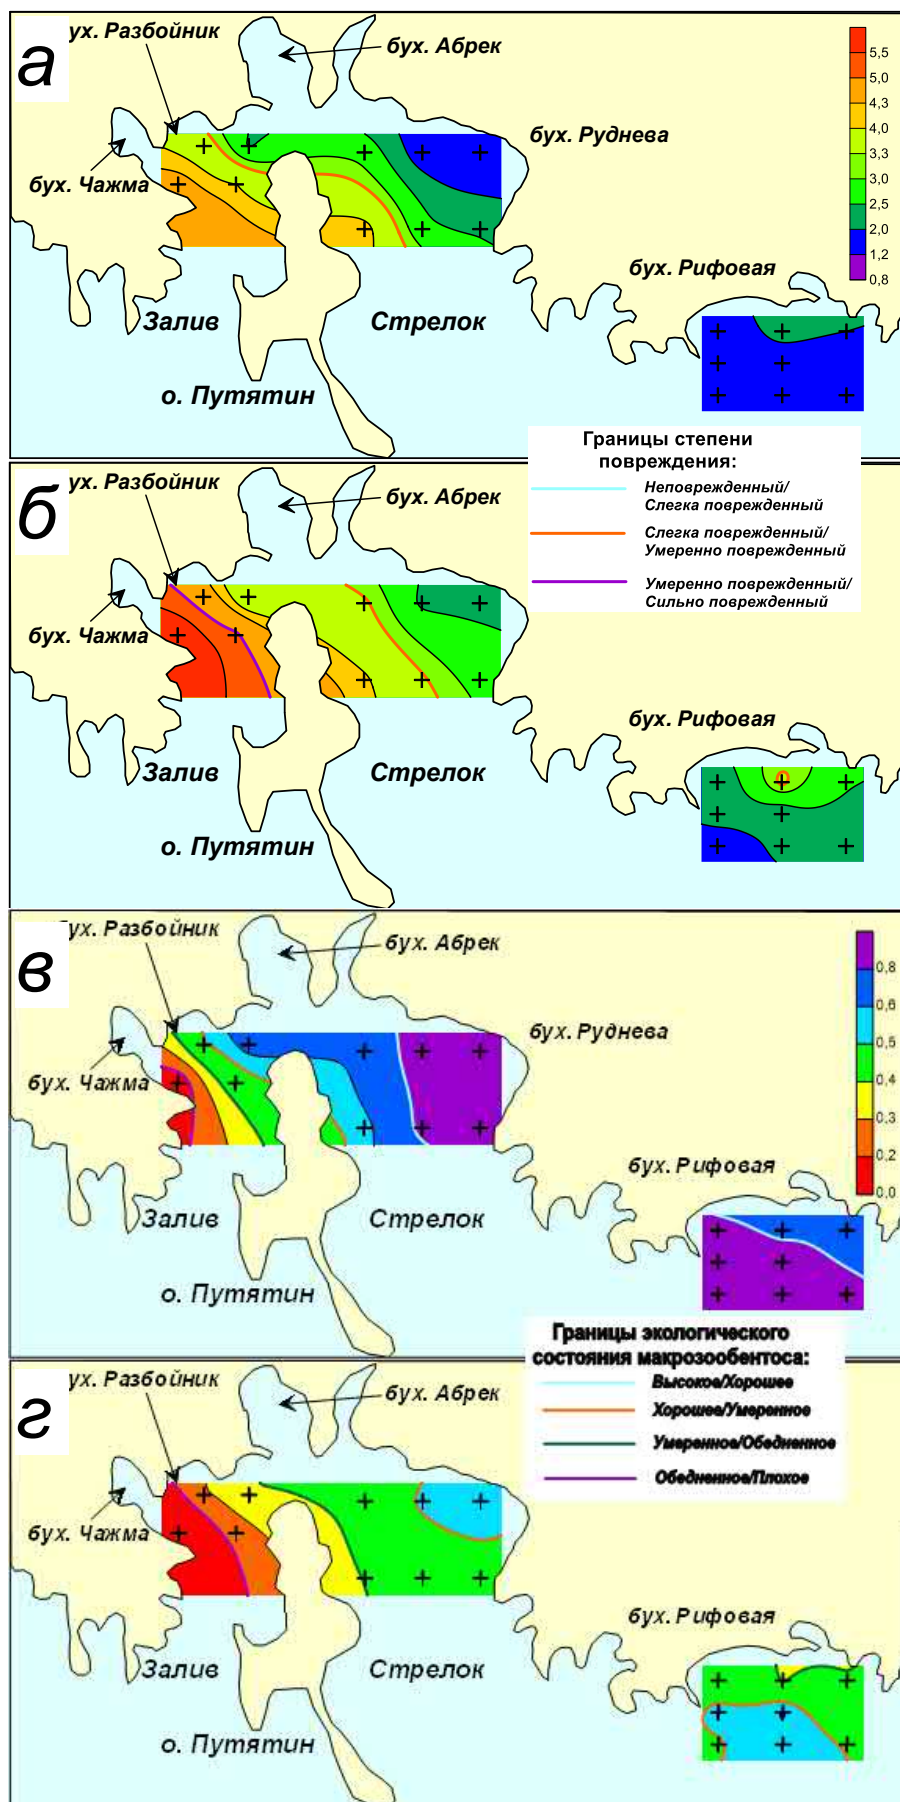 а
бух. Разбойник
бух. Абрек
бух. Руднева
бух. Чажма
бух. Рифовая
Залив
Стрелок
о. Путятин
5,5
5,0
4,3
4,0
3,3
3,0
2,5
2,0
1,2
0,8
Границы степени
повреждения:
Неповрежденный/
Слегка поврежденный
Слегка поврежденный/
Умеренно поврежденный
Умеренно поврежденный/
Сильно поврежденный
б
ух. Разбойник
бух. Абрек
бух. Чажма
бух. Рифовая
Залив
Стрелок
о. Путятин
в
бух. Разбойник
бух. Абрек
бух. Руднева
бух. Чажма
бух. Рифовая
Залив
Стрелок
о. Путятин
0,8
0,6
0,5
0,4
0,3
0,2
0,0
Границы экологического
состояния макрозообентоса:
Высокое/Хорошее
Хорошее/Умеренное
Умеренное/Обедненное
Обедненное/Плохое
г
ух. Разбойник
бух. Абрек
бух. Чажма
бух. Рифовая
Залив
Стрелок
о. Путятин